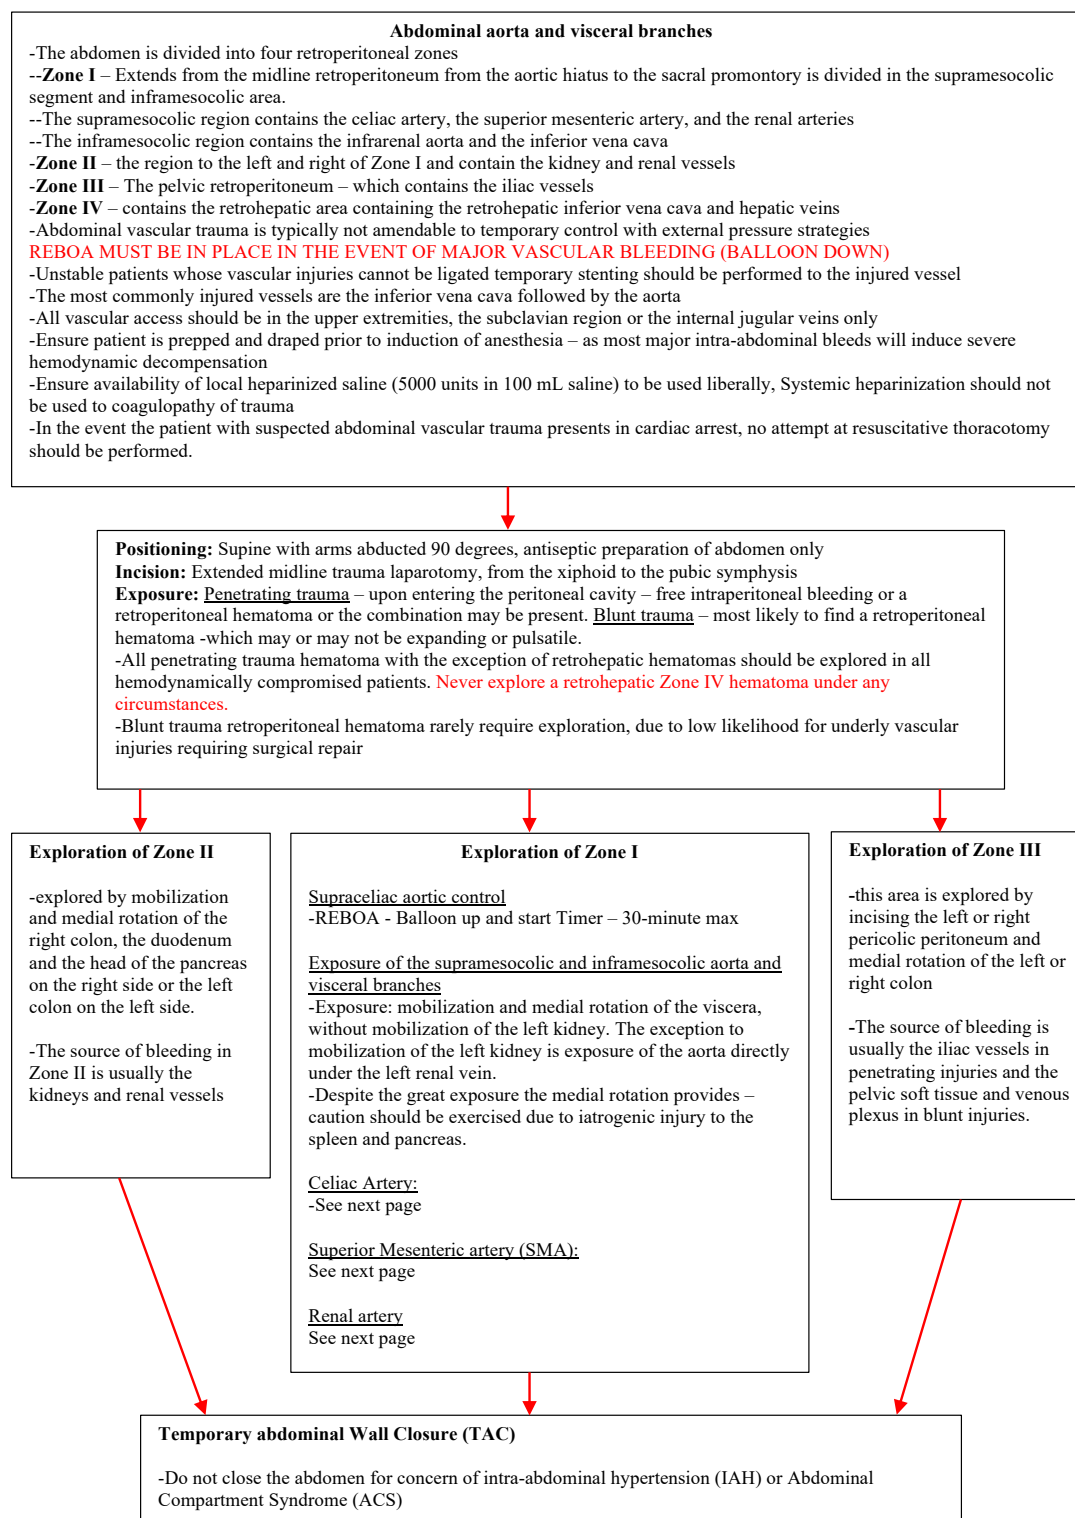 Abdominal aorta and visceral branches
-The abdomen is divided into four retroperitoneal zones
--Zone I – Extends from the midline retroperitoneum from the aortic hiatus to the sacral promontory is divided in the supramesocolic
segment and inframesocolic area.
--The supramesocolic region contains the celiac artery, the superior mesenteric artery, and the renal arteries
--The inframesocolic region contains the infrarenal aorta and the inferior vena cava
-Zone II – the region to the left and right of Zone I and contain the kidney and renal vessels
-Zone III – The pelvic retroperitoneum – which contains the iliac vessels
-Zone IV – contains the retrohepatic area containing the retrohepatic inferior vena cava and hepatic veins
-Abdominal vascular trauma is typically not amendable to temporary control with external pressure strategies
REBOA MUST BE IN PLACE IN THE EVENT OF MAJOR VASCULAR BLEEDING (BALLOON DOWN)
-Unstable patients whose vascular injuries cannot be ligated temporary stenting should be performed to the injured vessel
-The most commonly injured vessels are the inferior vena cava followed by the aorta
-All vascular access should be in the upper extremities, the subclavian region or the internal jugular veins only
-Ensure patient is prepped and draped prior to induction of anesthesia – as most major intra-abdominal bleeds will induce severe
hemodynamic decompensation
-Ensure availability of local heparinized saline (5000 units in 100 mL saline) to be used liberally, Systemic heparinization should not
be used to coagulopathy of trauma
-In the event the patient with suspected abdominal vascular trauma presents in cardiac arrest, no attempt at resuscitative thoracotomy
should be performed.
Positioning: Supine with arms abducted 90 degrees, antiseptic preparation of abdomen only
Incision: Extended midline trauma laparotomy, from the xiphoid to the pubic symphysis
Exposure: Penetrating trauma – upon entering the peritoneal cavity – free intraperitoneal bleeding or a
retroperitoneal hematoma or the combination may be present. Blunt trauma – most likely to find a retroperitoneal
hematoma -which may or may not be expanding or pulsatile.
-All penetrating trauma hematoma with the exception of retrohepatic hematomas should be explored in all
hemodynamically compromised patients. Never explore a retrohepatic Zone IV hematoma under any
circumstances.
-Blunt trauma retroperitoneal hematoma rarely require exploration, due to low likelihood for underly vascular
injuries requiring surgical repair
Exploration of Zone II
-explored by mobilization
and medial rotation of the
right colon, the duodenum
and the head of the pancreas
on the right side or the left
colon on the left side.
-The source of bleeding in
Zone II is usually the
kidneys and renal vessels
Exploration of Zone I
Supraceliac aortic control
-REBOA - Balloon up and start Timer – 30-minute max
Exposure of the supramesocolic and inframesocolic aorta and
visceral branches
-Exposure: mobilization and medial rotation of the viscera,
without mobilization of the left kidney. The exception to
mobilization of the left kidney is exposure of the aorta directly
under the left renal vein.
-Despite the great exposure the medial rotation provides –
caution should be exercised due to iatrogenic injury to the
spleen and pancreas.
Celiac Artery:
-See next page
Superior Mesenteric artery (SMA):
See next page
Renal artery
See next page
Exploration of Zone III
-this area is explored by
incising the left or right
pericolic peritoneum and
medial rotation of the left or
right colon
-The source of bleeding is
usually the iliac vessels in
penetrating injuries and the
pelvic soft tissue and venous
plexus in blunt injuries.
Temporary abdominal Wall Closure (TAC)
-Do not close the abdomen for concern of intra-abdominal hypertension (IAH) or Abdominal
Compartment Syndrome (ACS)